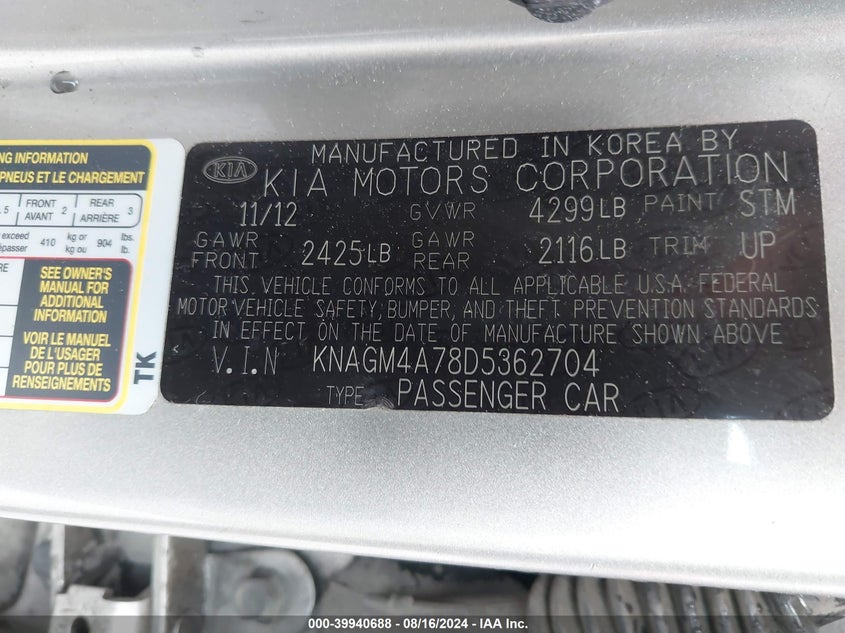 NG INFORMATION
PNEUS ET LE CHARGEMENT
5 FRONT AVANT 2 REAR ARRIÈRE 3
exceed
passer 410 kg or kg ou 904 lbs. lb.
RE
SEE OWNER'S
MANUAL FOR
ADDITIONAL
INFORMATION
VOIR LE MANUEL
DE L'USAGER
POUR PLUS DE
RENSEIGNEMENTS
TK
KIA
MANUFACTURED IN KOREA BY
KIA MOTORS CORPORATION
11/12 GVWR 4299LB PAINT STM
GAWR FRONT 2425LB GAWR REAR 2116LB TRIM UP
THIS VEHICLE CONFORMS TO ALL APPLICABLE U.S.A. FEDERAL
MOTOR VEHICLE SAFETY, BUMPER, AND THEFT PREVENTION STANDARDS
IN EFFECT ON THE DATE OF MANUFACTURE SHOWN ABOVE
V.I.N KNAGM4A78D5362704
TYPE PASSENGER CAR
000-39940688 - 08/16/2024 - IAA Inc.